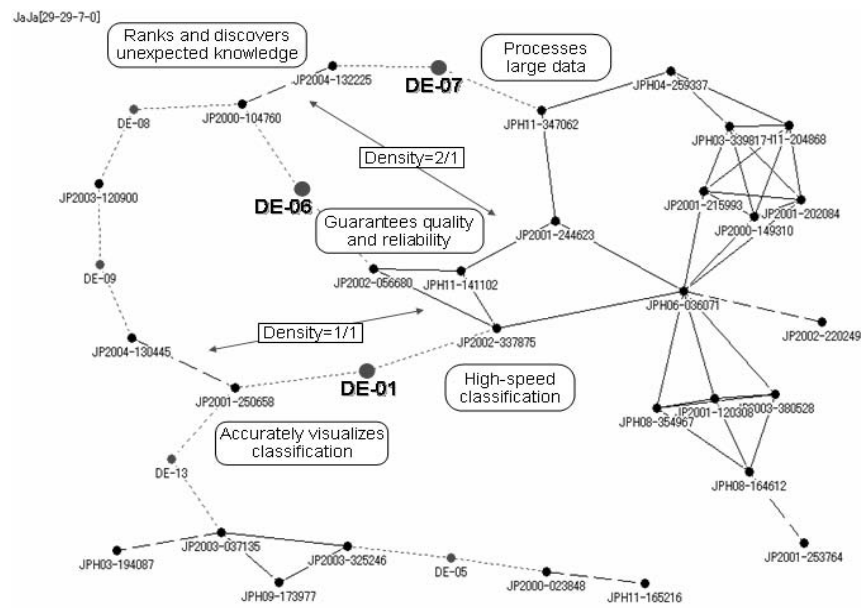 JaJa[29-29-7-0]
Ranks and discovers
unexpected knowledge
Processes
large data
JP2004-132225
DE-07
JPH04-259337
JP2000-104760
DE-08
JPH11-347062
JPH03-339817
H11-204868
Density=2/1
JP2003-120900
DE-06
JP2001-215993
JP2001-202084
Guarantees quality
and reliability
JP2000-149310
JP2001-244623
DE-09
JP2002-056680
JPH11-141102
JPH06-036071
Density=1/1
JP2002-220249
JP2004-130445
JP2002-337875
DE-01
High-speed
classification
JP2001-250658
JPH08-354967
JP2001-120308
JP2003-380528
Accurately visualizes
classification
DE-13
JPH08-164612
JP2003-037135
JP2003-325246
JPH03-194087
DE-05
JP2001-253764
JPH09-173977
JP2000-023848
JPH11-165216